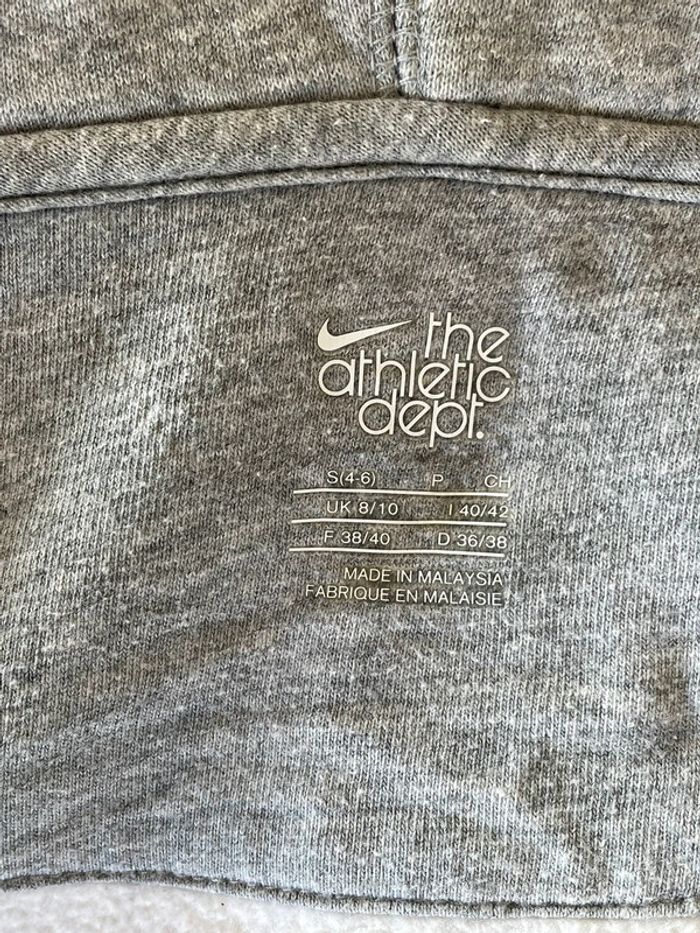 the
athletic
dept.
S(4-6) P CH
UK 8/10 I 40/42
F 38/40 D 36/38
MADE IN MALAYSIA
FABRIQUE EN MALAISIE